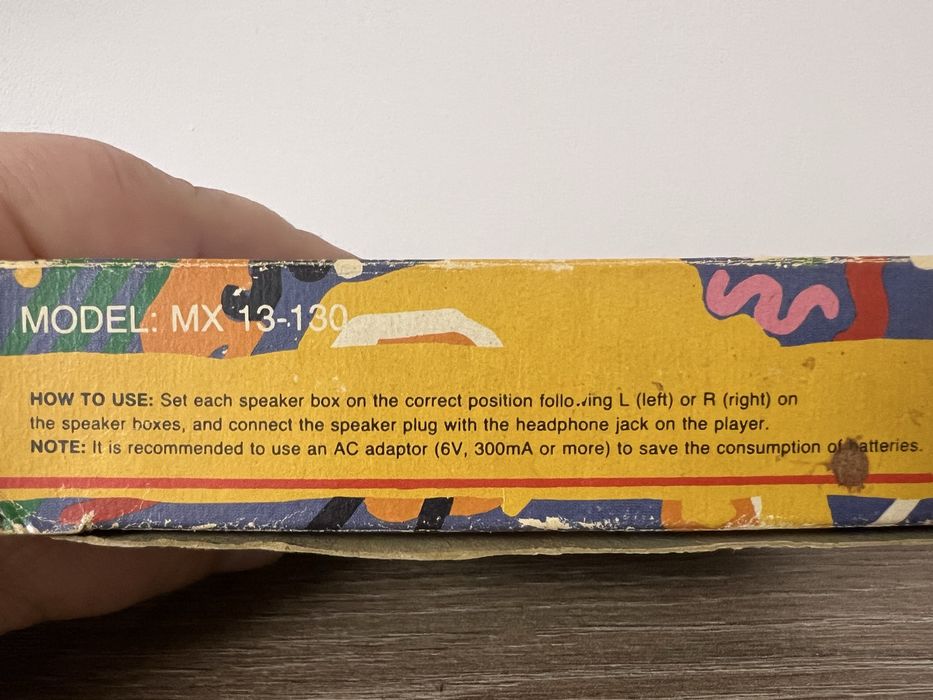 MODEL: MX 13-130
HOW TO USE: Set each speaker box on the correct position following L (left) or R (right) on
the speaker boxes, and connect the speaker plug with the headphone jack on the player.
NOTE: It is recommended to use an AC adaptor (6V, 300mA or more) to save the consumption of batteries.